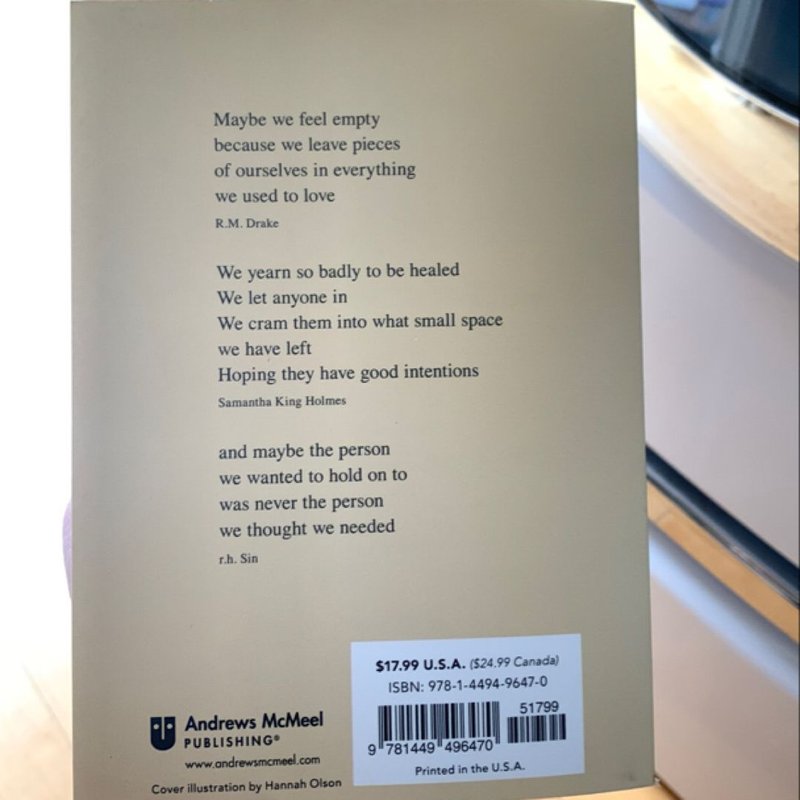 Maybe we feel empty
because we leave pieces
of ourselves in everything
we used to love
R.M. Drake
We yearn so badly to be healed
We let anyone in
We cram them into what small space
we have left
Hoping they have good intentions
Samantha King Holmes
and maybe the person
we wanted to hold on to
was never the person
we thought we needed
r.h. Sin
$17.99 U.S.A. ($24.99 Canada)
ISBN: 978-1-4494-9647-0
51799
9 781449 496470
Printed in the U.S.A.
Andrews McMeel
PUBLISHING®
www.andrewsmcmeel.com
Cover illustration by Hannah Olson